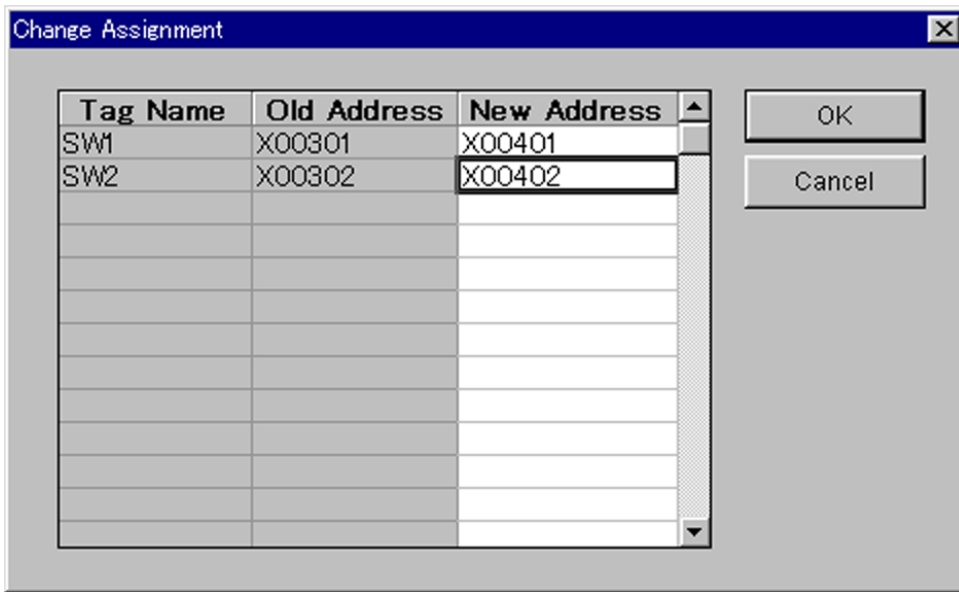 Change Assignment
Tag Name Old Address New Address
SW1 X00301 X00401
SW2 X00302 X00402
OK
Cancel